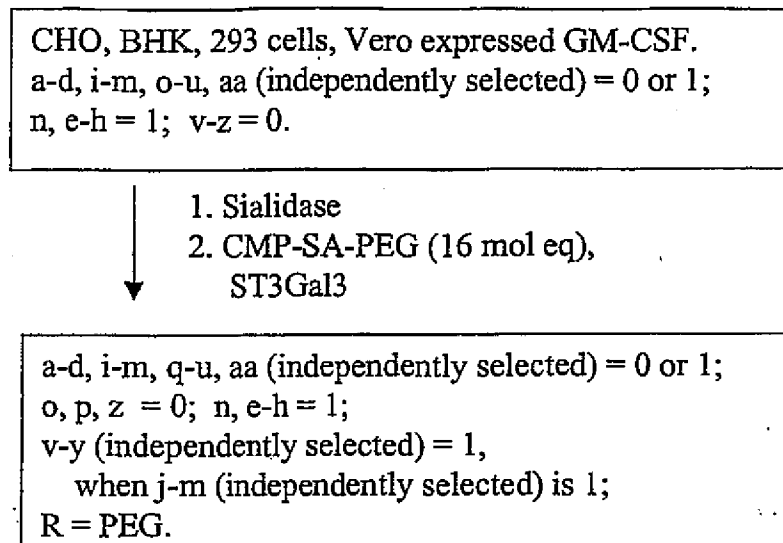 CHO, BHK, 293 cells, Vero expressed GM-CSF.
a-d, i-m, o-u, aa (independently selected) = 0 or 1;
n, e-h = 1; v-z = 0.
1. Sialidase
2. CMP-SA-PEG (16 mol eq),
ST3Gal3
a-d, i-m, q-u, aa (independently selected) = 0 or 1;
o, p, z = 0; n, e-h = 1;
v-y (independently selected) = 1,
when j-m (independently selected) is 1;
R = PEG.